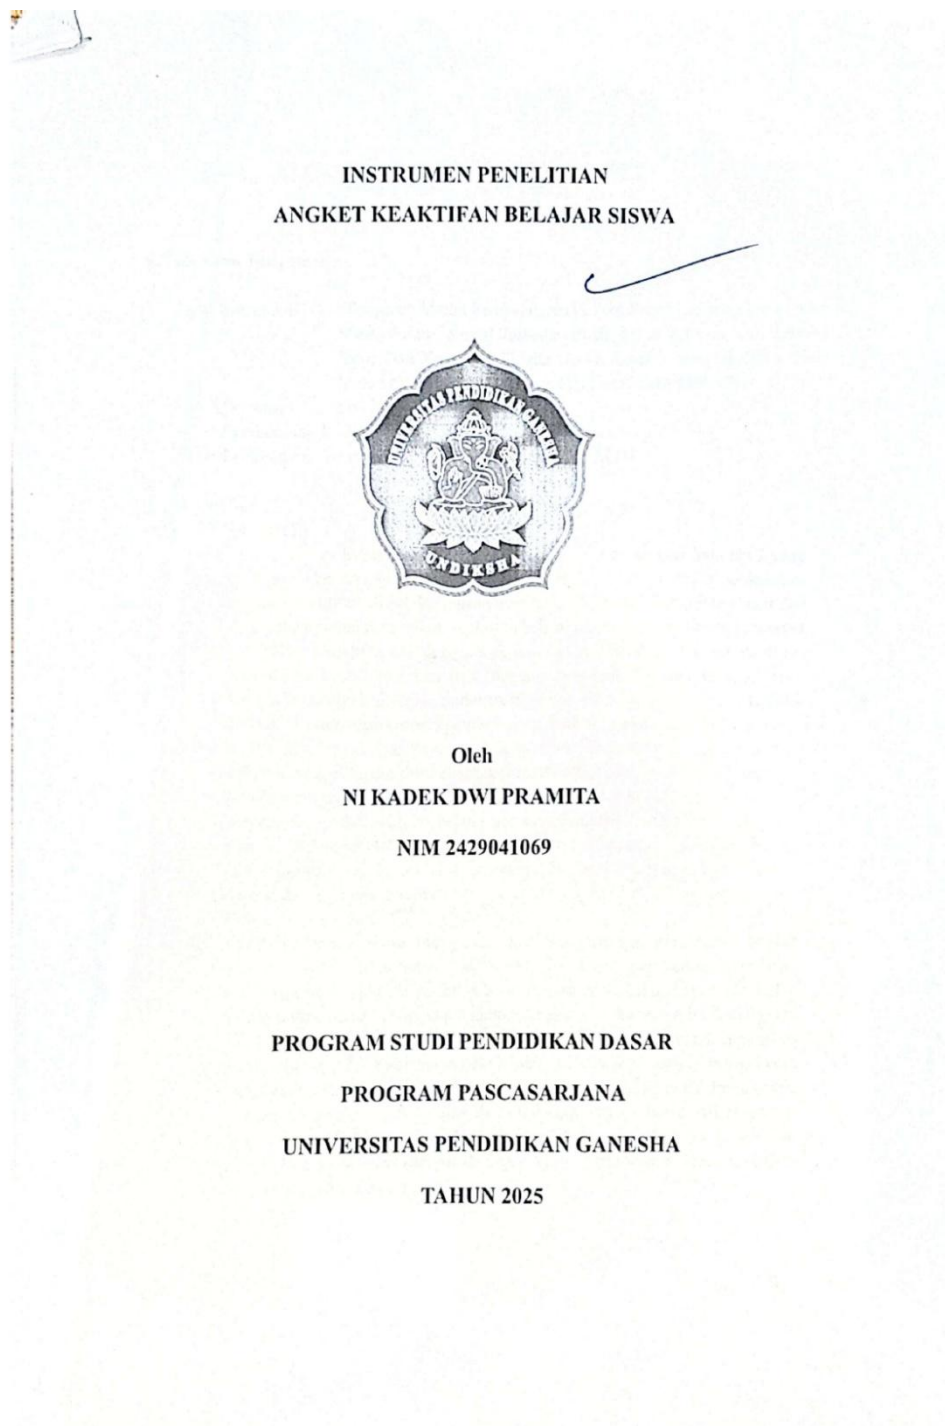 INSTRUMEN PENELITIAN
ANGKET KEAKTIFAN BELAJAR SISWA
UNIVERSITAS PENDIDIKAN GANESHA
UNDIKSHA
Oleh
NI KADEK DWI PRAMITA
NIM 2429041069
PROGRAM STUDI PENDIDIKAN DASAR
PROGRAM PASCASARJANA
UNIVERSITAS PENDIDIKAN GANESHA
TAHUN 2025